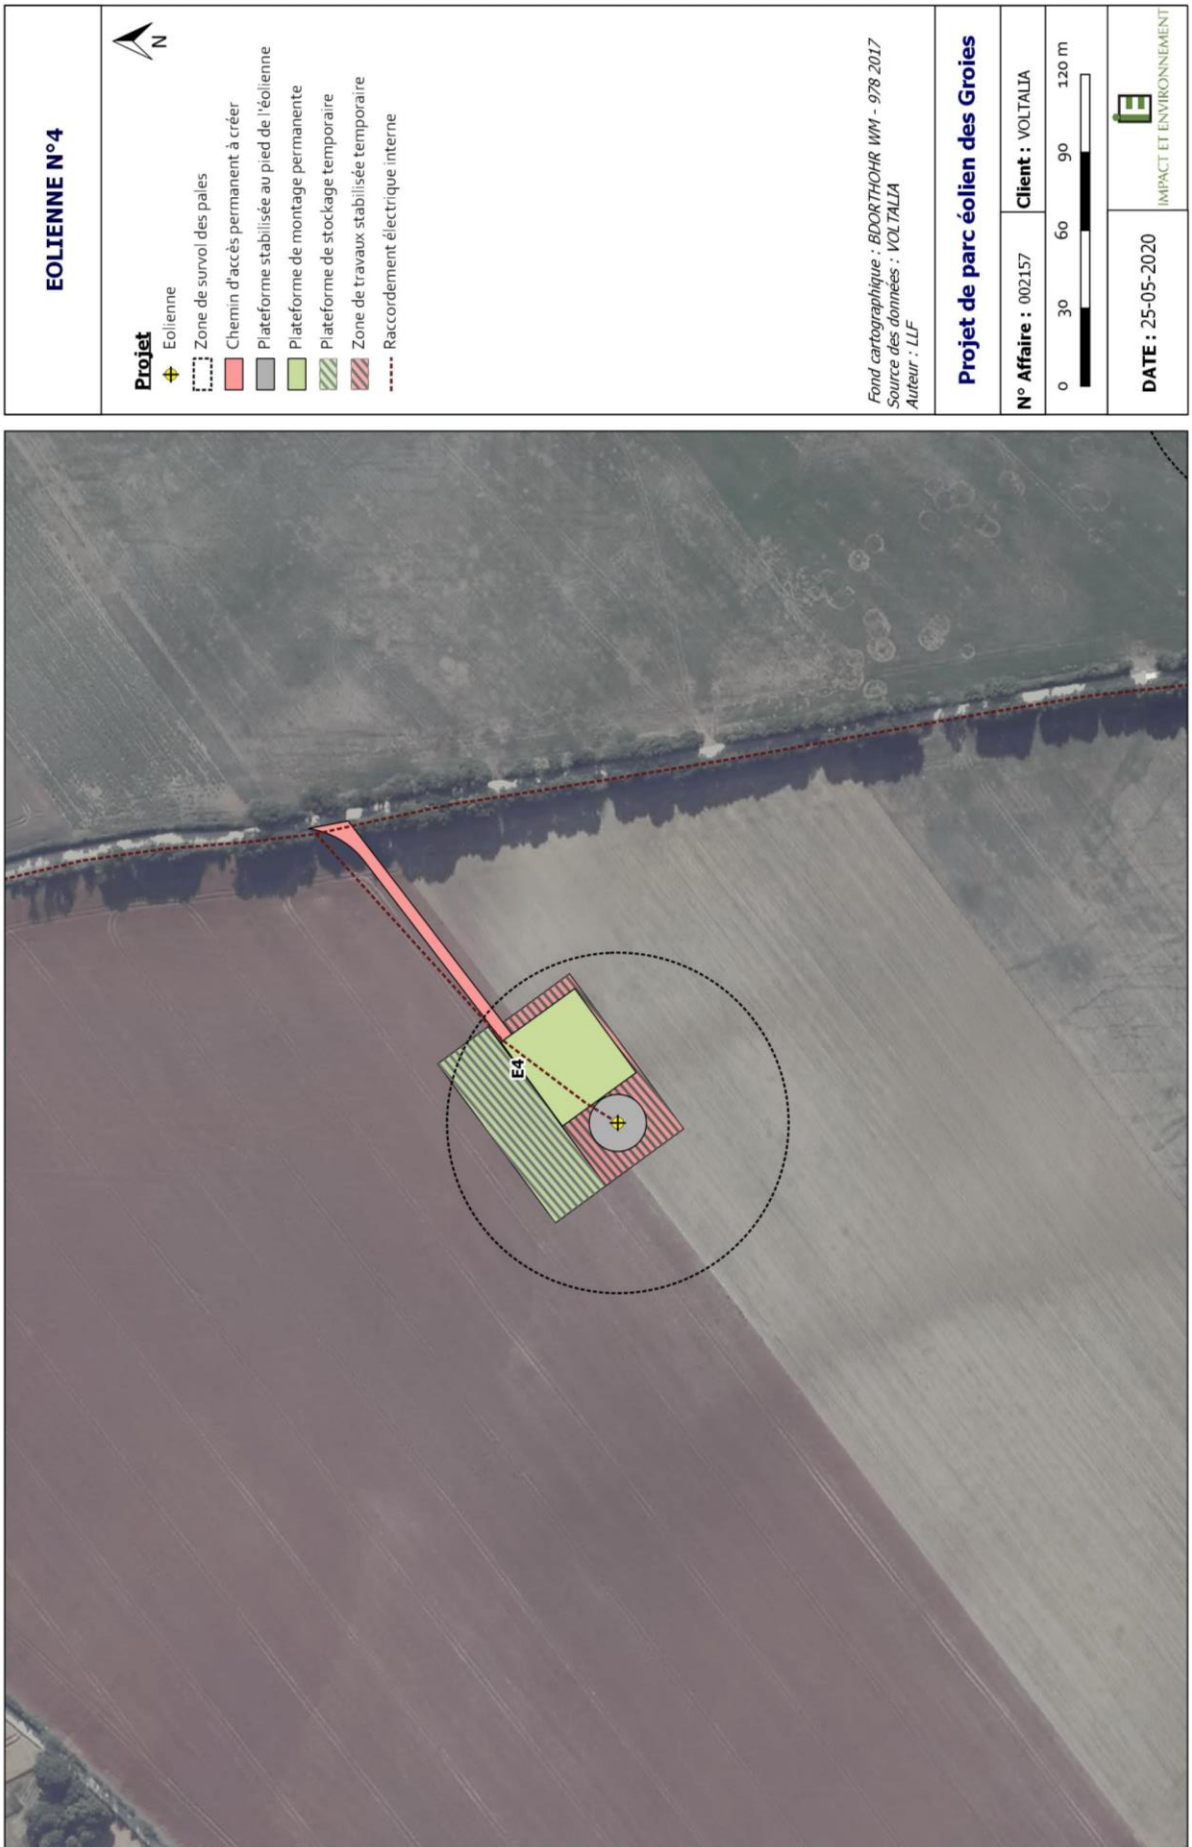 EOLIENNE N°4
N
Projet
Eolienne
Zone de survol des pales
Chemin d'accès permanent à créer
Plateforme stabilisée au pied de l'éolienne
Plateforme de montage permanente
Plateforme de stockage temporaire
Zone de travaux stabilisée temporaire
Raccordement électrique interne
Fond cartographique : BDORTHOHR WM - 978 2017
Source des données : VOLTALIA
Auteur : LLF
Projet de parc éolien des Groies
N° Affaire : 002157 Client : VOLTALIA
0 30 60 90 120 m
DATE : 25-05-2020
IE
IMPACT ET ENVIRONNEMENT
E4